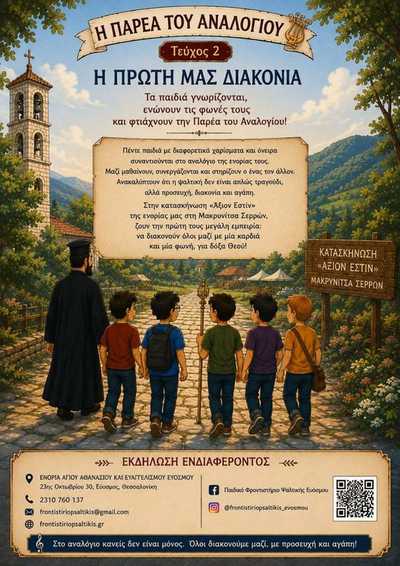 Η ΠΑΡΕΑ ΤΟΥ ΑΝΑΛΟΓΙΟΥ
Τεύχος 2
Η ΠΡΩΤΗ ΜΑΣ ΔΙΑΚΟΝΙΑ
Τα παιδιά γνωρίζονται,
ενώνουν τις φωνές τους
και φτιάχνουν την Παρέα του Αναλογίου!
Πέντε παιδιά με διαφορετικά χαρίσματα και όνειρα
συναντιούνται στο αναλόγιο της ενορίας τους.
Μαζί μαθαίνουν, συνεργάζονται και στηρίζουν ο ένας τον άλλον.
Ανακαλύπτουν ότι η ψαλτική δεν είναι απλώς τραγούδι,
αλλά προσευχή, διακονία και αγάπη.
Στην κατασκήνωση «Άξιον Εστίν»
της ενορίας μας στη Μακρυνίτσα Σερρών,
ζουν την πρώτη τους μεγάλη εμπειρία:
να διακονούν όλοι μαζί με μία καρδιά
και μία φωνή, για δόξα Θεού!
ΚΑΤΑΣΚΗΝΩΣΗ
«ΑΞΙΟΝ ΕΣΤΙΝ»
ΜΑΚΡΥΝΙΤΣΑ ΣΕΡΡΩΝ
ΕΚΔΗΛΩΣΗ ΕΝΔΙΑΦΕΡΟΝΤΟΣ
ΕΝΟΡΙΑ ΑΓΙΟΥ ΑΘΑΝΑΣΙΟΥ ΚΑΙ ΕΥΑΓΓΕΛΙΣΜΟΥ ΕΥΟΣΜΟΥ
23ης Οκτωβρίου 30, Εύοσμος, Θεσσαλονίκη
2310 760 137
frontistiriopsaltikis@gmail.com
frontistiriopsaltikis.gr
Παιδικό Φροντιστήριο Ψαλτικής Ευόσμου
@frontistiriopsaltikis_evosmou
Στο αναλόγιο κανείς δεν είναι μόνος. Όλοι διακονούμε μαζί, με προσευχή και αγάπη!